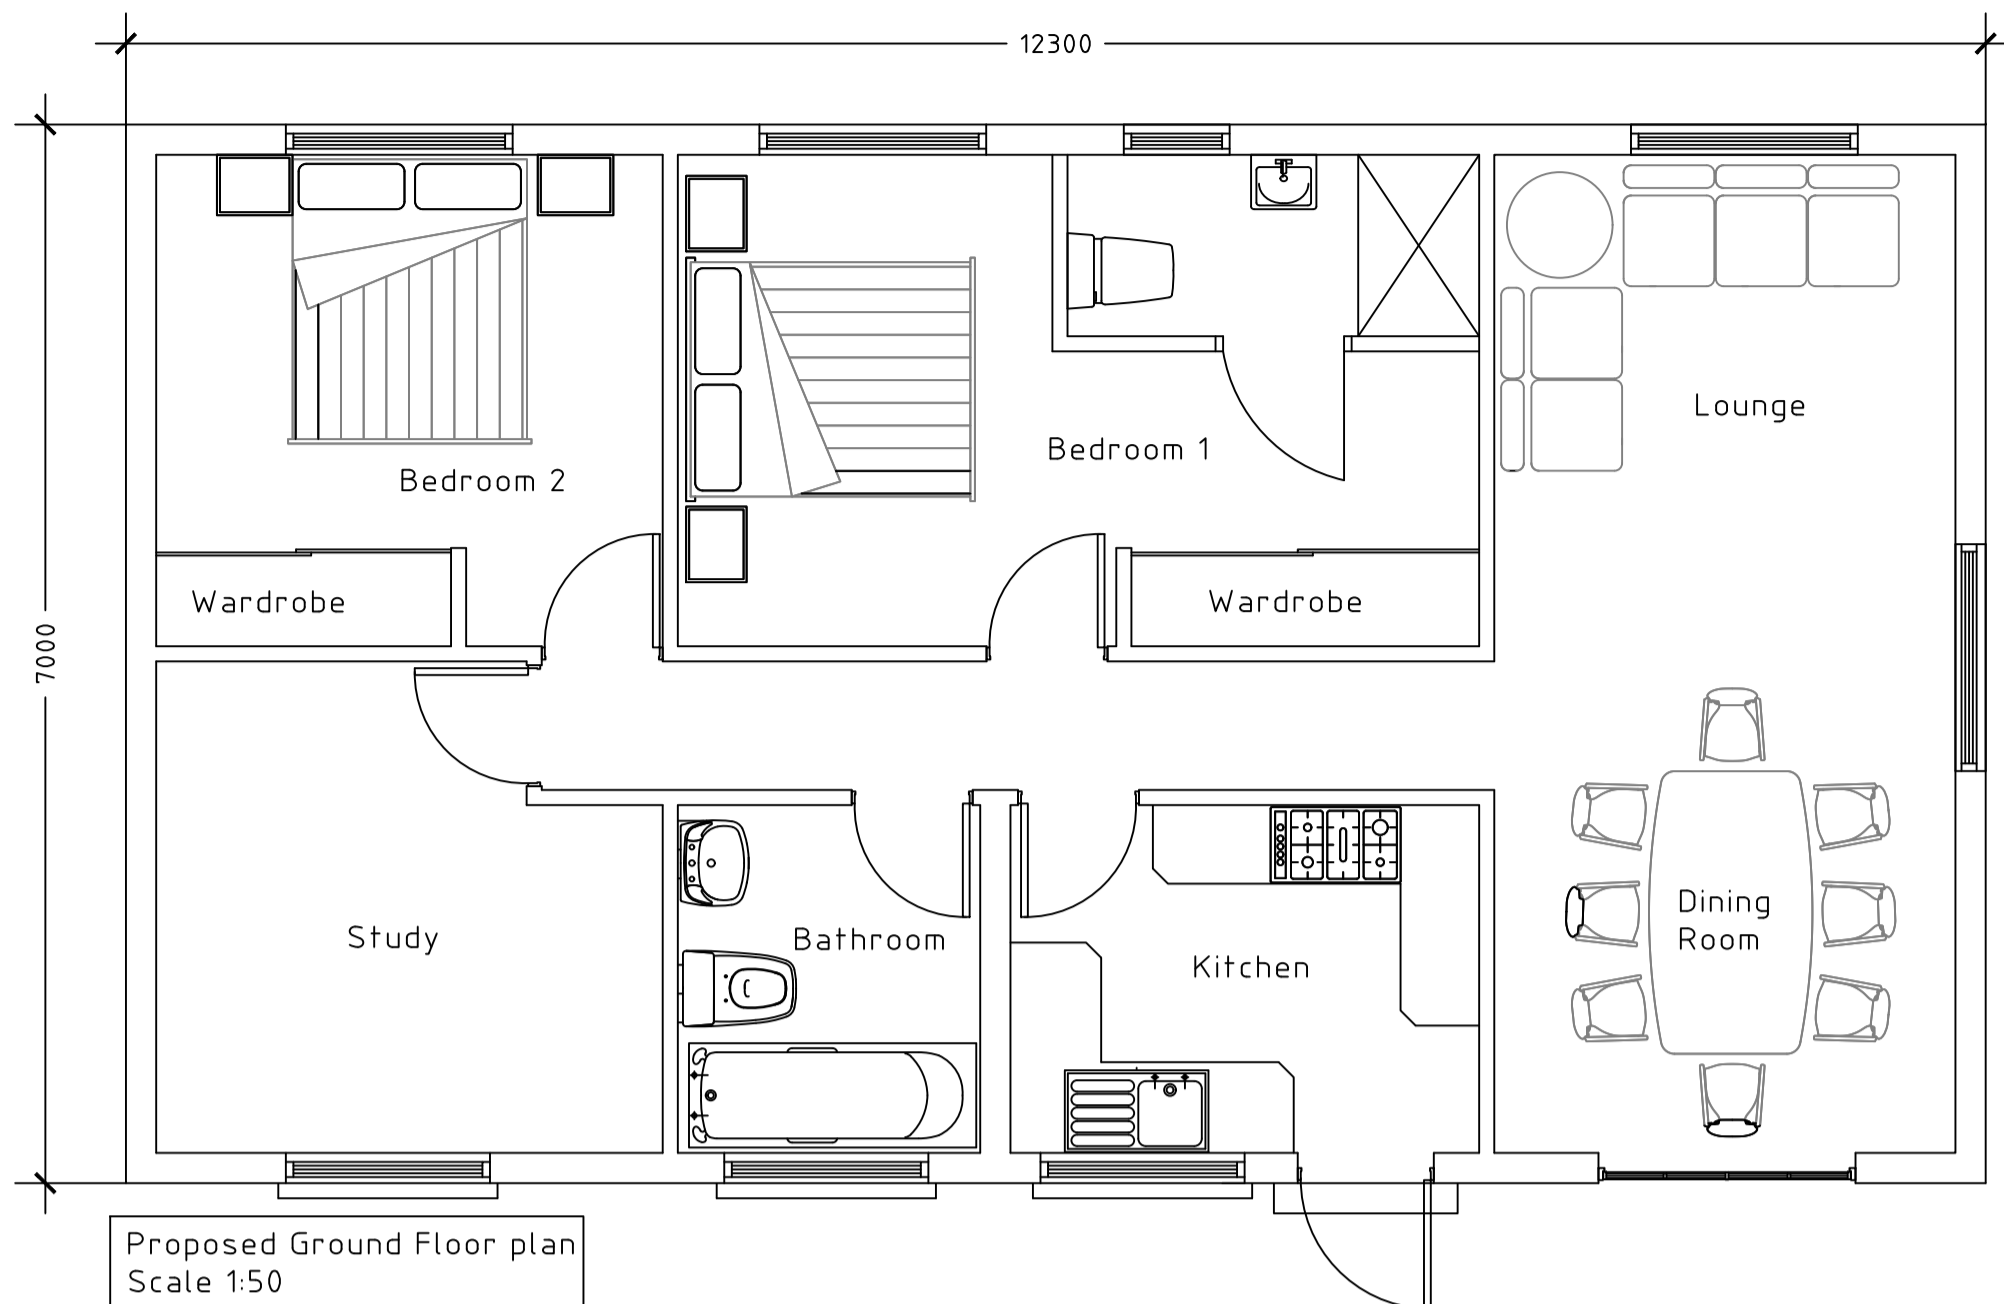 12300
Lounge
Bedroom 1
Bedroom 2
Wardrobe
Wardrobe
7000
Dining
Room
Study
Bathroom
Kitchen
Proposed Ground Floor plan
Scale 1:50